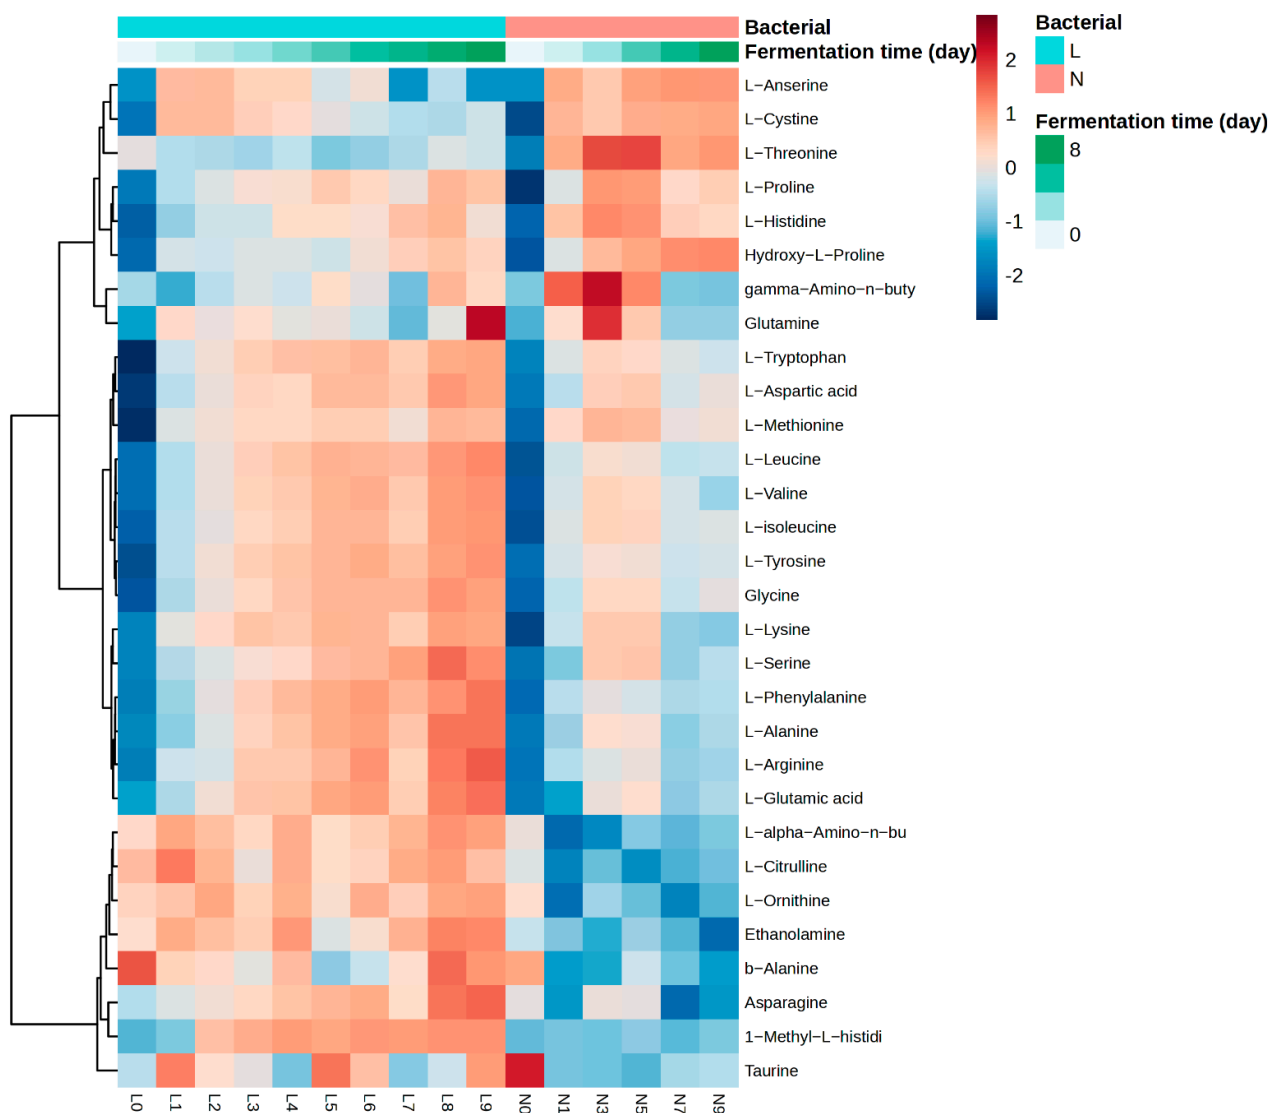 Bacterial
Fermentation time (day)
L−Anserine
L−Cystine
L−Threonine
L−Proline
L−Histidine
Hydroxy−L−Proline
gamma−Amino−n−buty
Glutamine
L−Tryptophan
L−Aspartic acid
L−Methionine
L−Leucine
L−Valine
L−isoleucine
L−Tyrosine
Glycine
L−Lysine
L−Serine
L−Phenylalanine
L−Alanine
L−Arginine
L−Glutamic acid
L−alpha−Amino−n−bu
L−Citrulline
L−Ornithine
Ethanolamine
b−Alanine
Asparagine
1−Methyl−L−histidi
Taurine
L0 L1 L2 L3 L4 L5 L6 L7 L8 L9 N0 N1 N3 N5 N7 N9
2
1
0
-1
-2
Bacterial
L
N
Fermentation time (day)
8
0